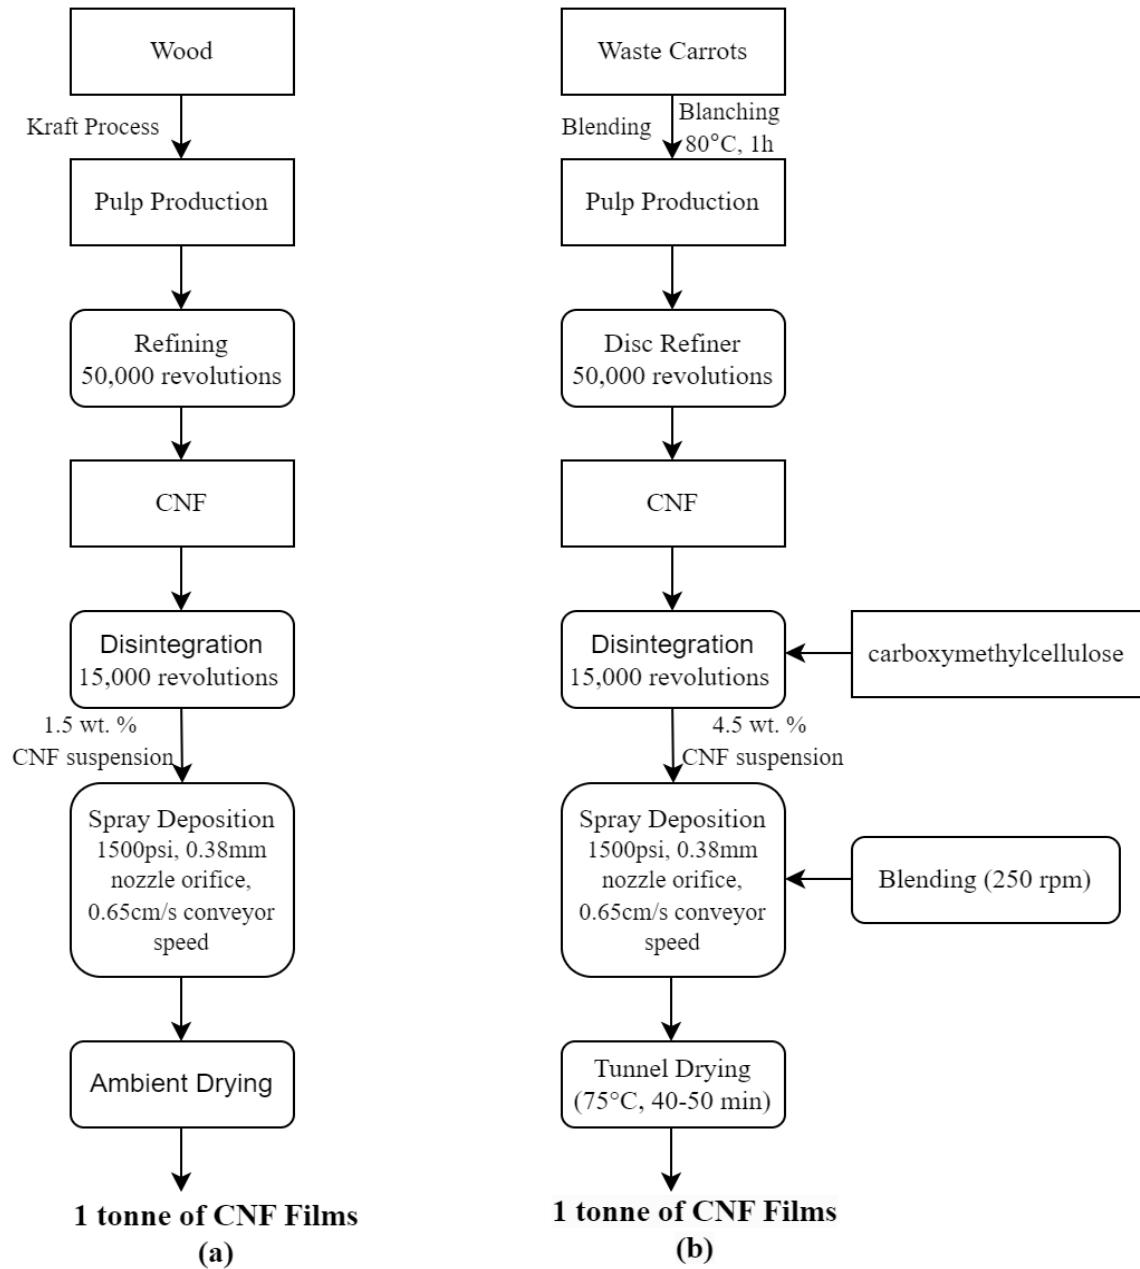 Wood
Kraft Process
Pulp Production
Refining
50,000 revolutions
CNF
Disintegration
15,000 revolutions
1.5 wt. %
CNF suspension
Spray Deposition
1500psi, 0.38mm
nozzle orifice,
0.65cm/s conveyor
speed
Ambient Drying
1 tonne of CNF Films
(a)
Waste Carrots
Blending
Blanching
80°C, 1h
Pulp Production
Disc Refiner
50,000 revolutions
CNF
Disintegration
15,000 revolutions
carboxymethylcellulose
4.5 wt. %
CNF suspension
Spray Deposition
1500psi, 0.38mm
nozzle orifice,
0.65cm/s conveyor
speed
Blending (250 rpm)
Tunnel Drying
(75°C, 40-50 min)
1 tonne of CNF Films
(b)